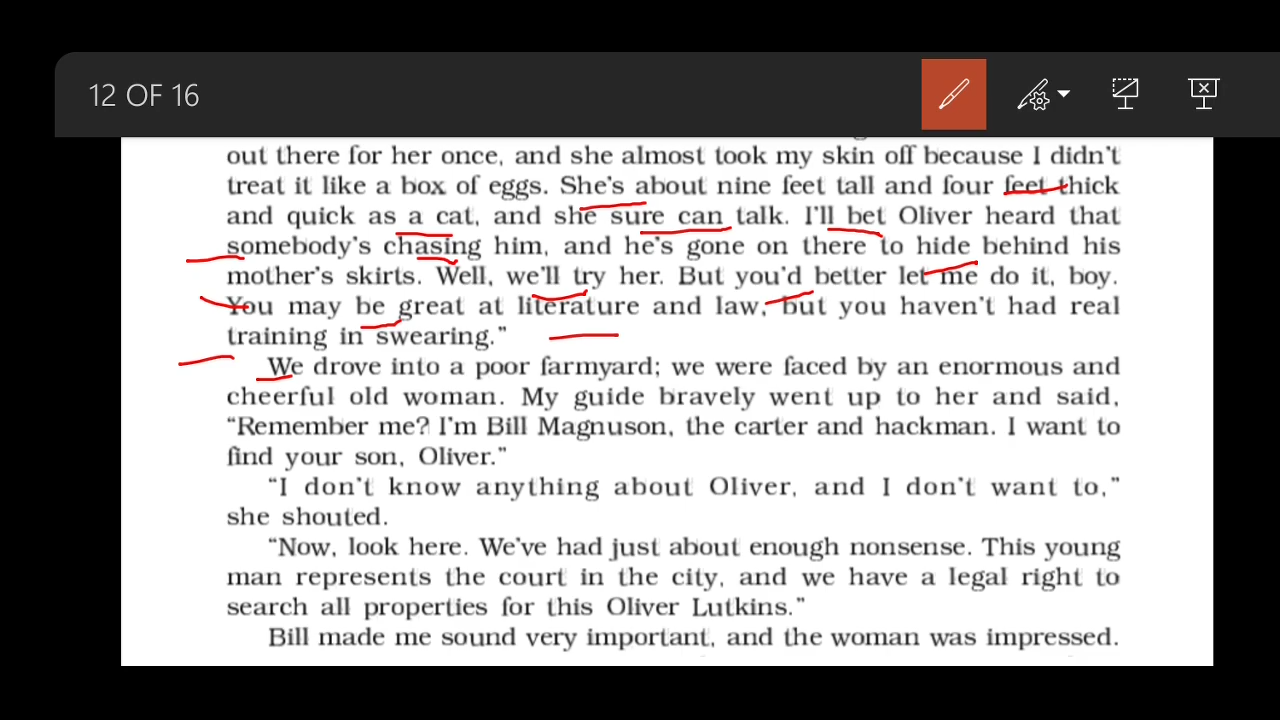 12 OF 16
out there for her once, and she almost took my skin off because I didn't
treat it like a box of eggs. She's about nine feet tall and four feet thick
and quick as a cat, and she sure can talk. I'll bet Oliver heard that
somebody's chasing him, and he's gone on there to hide behind his
mother's skirts. Well, we'll try her. But you'd better let me do it, boy.
You may be great at literature and law, but you haven't had real
training in swearing."
We drove into a poor farmyard; we were faced by an enormous and
cheerful old woman. My guide bravely went up to her and said,
"Remember me? I'm Bill Magnuson, the carter and hackman. I want to
find your son, Oliver."
"I don't know anything about Oliver, and I don't want to,"
she shouted.
"Now, look here. We've had just about enough nonsense. This young
man represents the court in the city, and we have a legal right to
search all properties for this Oliver Lutkins."
Bill made me sound very important, and the woman was impressed.